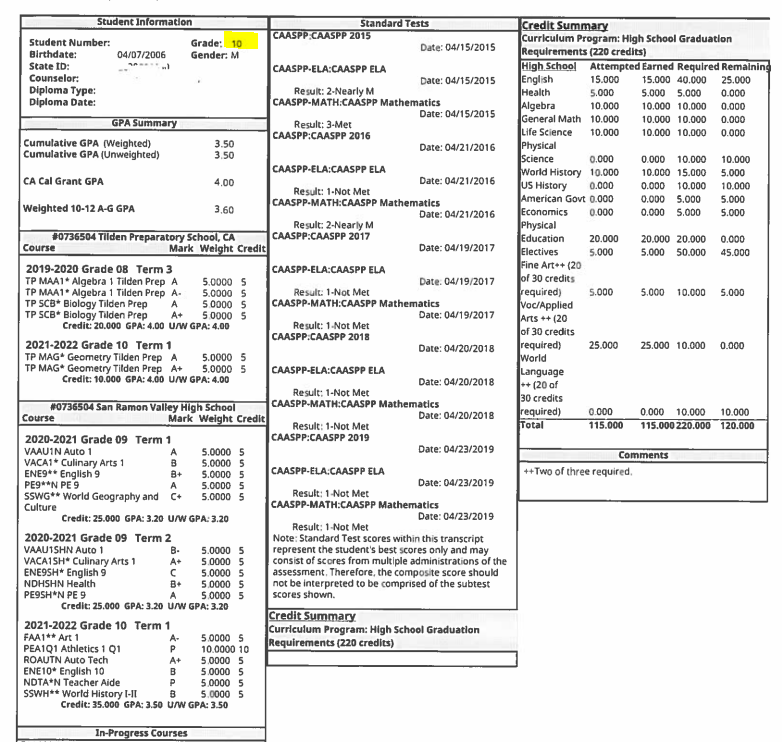 Student Information
Student Number: Grade: 10
Birthdate: 04/07/2006 Gender: M
State ID:
Counselor:
Diploma Type:
Diploma Date:
GPA Summary
Cumulative GPA (Weighted) 3.50
Cumulative GPA (Unweighted) 3.50
CA Cal Grant GPA 4.00
Weighted 10-12 A-G GPA 3.60
#0736504 Tilden Preparatory School, CA
Course Mark Weight Credit
2019-2020 Grade 08 Term 3
TP MAA1* Algebra 1 Tilden Prep A 5.0000 5
TP MAA1* Algebra 1 Tilden Prep A- 5.0000 5
TP SCB* Biology Tilden Prep A 5.0000 5
TP SCB* Biology Tilden Prep A+ 5.0000 5
Credit: 20.000 GPA: 4.00 U/W GPA: 4.00
2021-2022 Grade 10 Term 1
TP MAG* Geometry Tilden Prep A 5.0000 5
TP MAG* Geometry Tilden Prep A+ 5.0000 5
Credit: 10.000 GPA: 4.00 U/W GPA: 4.00
#0736504 San Ramon Valley High School
Course Mark Weight Credit
2020-2021 Grade 09 Term 1
VAAU1N Auto 1 A 5.0000 5
VACA1* Culinary Arts 1 B 5.0000 5
ENE9** English 9 B+ 5.0000 5
PE9**N PE 9 A 5.0000 5
SSWG** World Geography and C+ 5.0000 5
Culture
Credit: 25.000 GPA: 3.20 U/W GPA: 3.20
2020-2021 Grade 09 Term 2
VAAU1SHN Auto 1 B- 5.0000 5
VACA1SH* Culinary Arts 1 A+ 5.0000 5
ENE9SH* English 9 C 5.0000 5
NDHSHN Health B+ 5.0000 5
PE9SH*N PE 9 A 5.0000 5
Credit: 25.000 GPA: 3.20 U/W GPA: 3.20
2021-2022 Grade 10 Term 1
FAA1** Art 1 A- 5.0000 5
PEA1Q1 Athletics 1 Q1 P 10.0000 10
ROAUTN Auto Tech A+ 5.0000 5
ENE10* English 10 B 5.0000 5
NDTA*N Teacher Aide P 5.0000 5
SSWH** World History I-II B 5.0000 5
Credit: 35.000 GPA: 3.50 U/W GPA: 3.50
In-Progress Courses
Standard Tests
CAASPP:CAASPP 2015
Date: 04/15/2015
CAASPP-ELA:CAASPP ELA
Date: 04/15/2015
Result: 2-Nearly M
CAASPP-MATH:CAASPP Mathematics
Date: 04/15/2015
Result: 3-Met
CAASPP:CAASPP 2016
Date: 04/21/2016
CAASPP-ELA:CAASPP ELA
Date: 04/21/2016
Result: 1-Not Met
CAASPP-MATH:CAASPP Mathematics
Date: 04/21/2016
Result: 2-Nearly M
CAASPP:CAASPP 2017
Date: 04/19/2017
CAASPP-ELA:CAASPP ELA
Date: 04/19/2017
Result: 1-Not Met
CAASPP-MATH:CAASPP Mathematics
Date: 04/19/2017
Result: 1-Not Met
CAASPP:CAASPP 2018
Date: 04/20/2018
CAASPP-ELA:CAASPP ELA
Date: 04/20/2018
Result: 1-Not Met
CAASPP-MATH:CAASPP Mathematics
Date: 04/20/2018
Result: 1-Not Met
CAASPP:CAASPP 2019
Date: 04/23/2019
CAASPP-ELA:CAASPP ELA
Date: 04/23/2019
Result: 1-Not Met
CAASPP-MATH:CAASPP Mathematics
Date: 04/23/2019
Result: 1-Not Met
Note: Standard Test scores within this transcript
represent the student's best scores only and may
consist of scores from multiple administrations of the
assessment. Therefore, the composite score should
not be interpreted to be comprised of the subtest
scores shown.
Credit Summary
Curriculum Program: High School Graduation
Requirements (220 credits)
Credit Summary
Curriculum Program: High School Graduation
Requirements (220 credits)
High School Attempted Earned Required Remaining
English 15.000 15.000 40.000 25.000
Health 5.000 5.000 5.000 0.000
Algebra 10.000 10.000 10.000 0.000
General Math 10.000 10.000 10.000 0.000
Life Science 10.000 10.000 10.000 0.000
Physical
Science 0.000 0.000 10.000 10.000
World History 10.000 10.000 15.000 5.000
US History 0.000 0.000 10.000 10.000
American Govt 0.000 0.000 5.000 5.000
Economics 0.000 0.000 5.000 5.000
Physical
Education 20.000 20.000 20.000 0.000
Electives 5.000 5.000 50.000 45.000
Fine Art++ (20
of 30 credits
required) 5.000 5.000 10.000 5.000
Voc/Applied
Arts ++ (20
of 30 credits
required) 25.000 25.000 10.000 0.000
World
Language
++ (20 of
30 credits
required) 0.000 0.000 10.000 10.000
Total 115.000 115.000 220.000 120.000
Comments
++Two of three required.